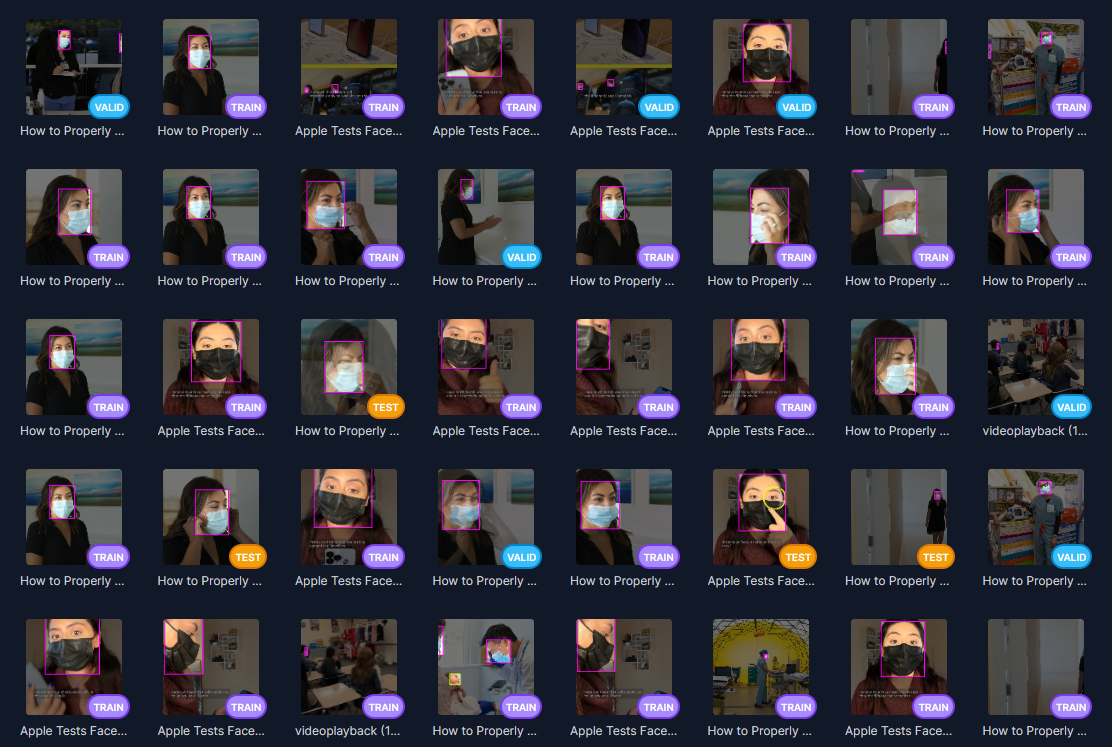 VALID
TRAIN
TRAIN
TRAIN
VALID
VALID
TRAIN
TRAIN
How to Properly ...
How to Properly ...
Apple Tests Face...
Apple Tests Face...
Apple Tests Face...
Apple Tests Face...
How to Properly ...
How to Properly ...
TRAIN
TRAIN
TRAIN
VALID
TRAIN
TRAIN
TRAIN
TRAIN
How to Properly ...
How to Properly ...
How to Properly ...
How to Properly ...
How to Properly ...
How to Properly ...
How to Properly ...
How to Properly ...
TRAIN
TRAIN
TEST
TRAIN
TRAIN
TRAIN
TRAIN
VALID
How to Properly ...
Apple Tests Face...
How to Properly ...
Apple Tests Face...
Apple Tests Face...
Apple Tests Face...
How to Properly ...
videoplayback (1...
TRAIN
TEST
TRAIN
VALID
TRAIN
TEST
TEST
VALID
How to Properly ...
How to Properly ...
Apple Tests Face...
How to Properly ...
How to Properly ...
Apple Tests Face...
How to Properly ...
How to Properly ...
TRAIN
TRAIN
TRAIN
TRAIN
TRAIN
TRAIN
TRAIN
TRAIN
Apple Tests Face...
Apple Tests Face...
videoplayback (1...
How to Properly ...
Apple Tests Face...
How to Properly ...
Apple Tests Face...
How to Properly ...